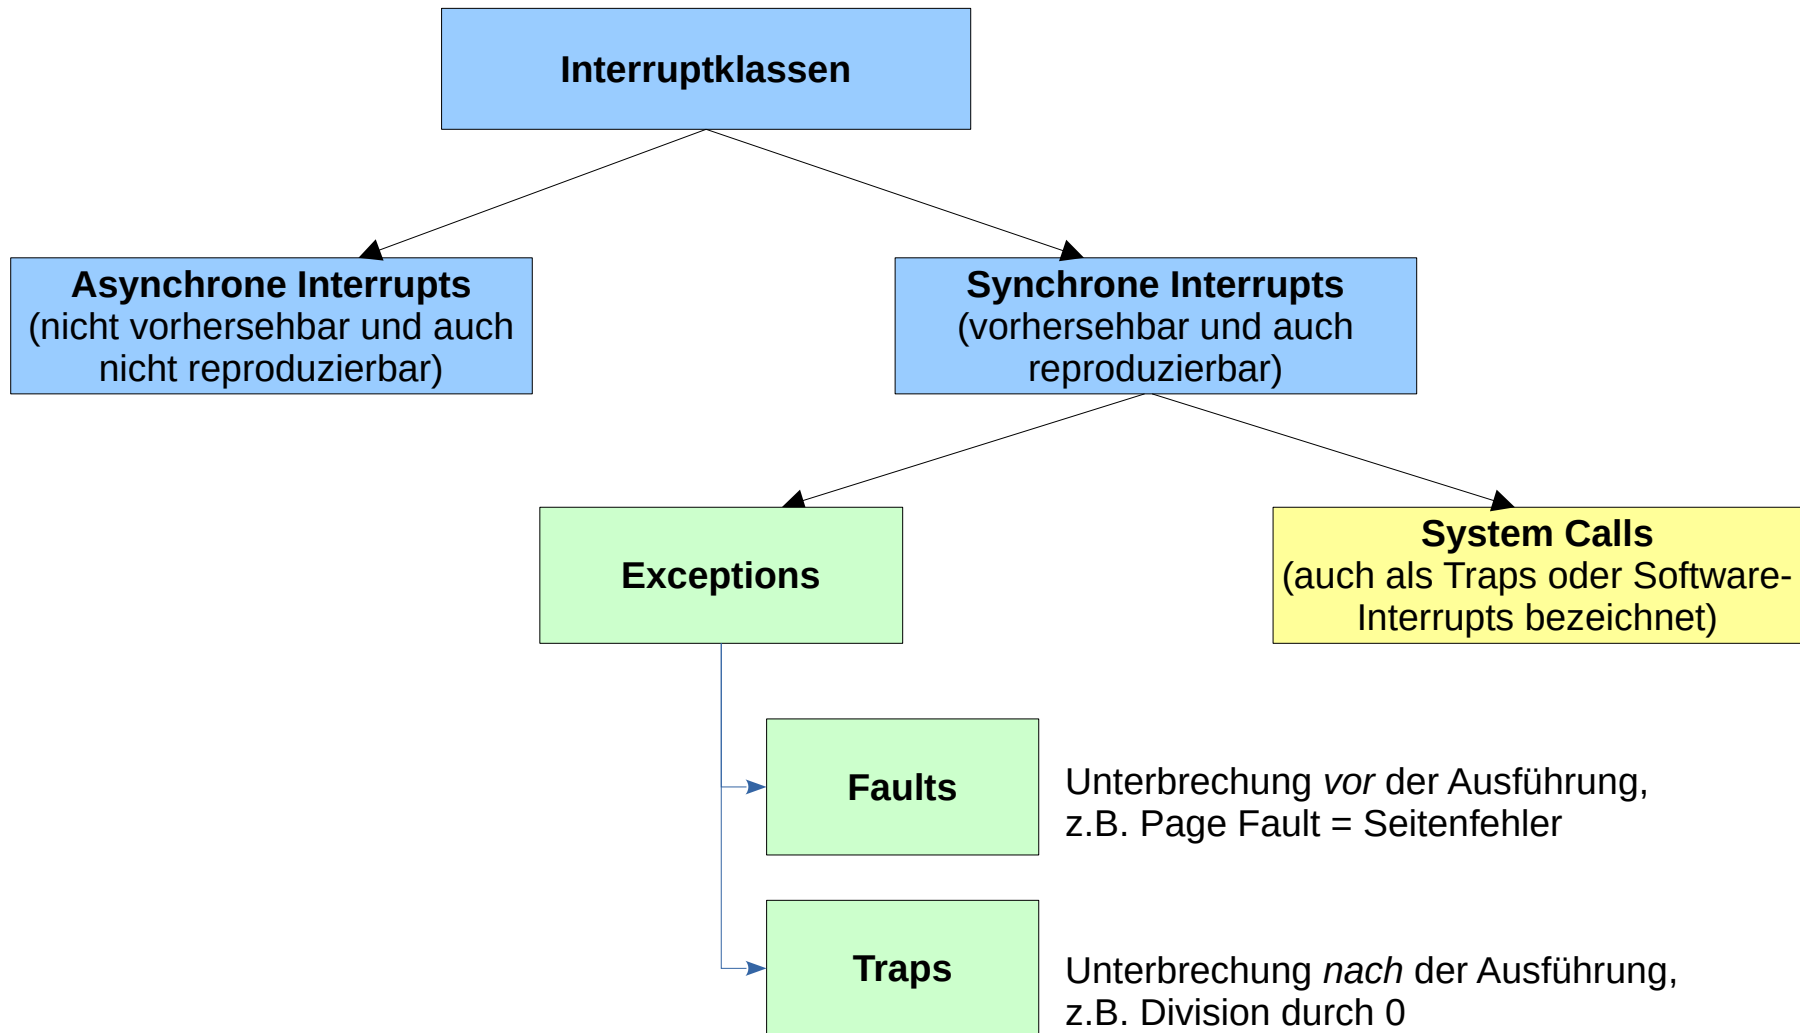 Interruptklassen
Asynchrone Interrupts
(nicht vorhersehbar und auch
nicht reproduzierbar)
Synchrone Interrupts
(vorhersehbar und auch
reproduzierbar)
Exceptions
System Calls
(auch als Traps oder Software-
Interrupts bezeichnet)
Faults
Unterbrechung vor der Ausführung,
z.B. Page Fault = Seitenfehler
Traps
Unterbrechung nach der Ausführung,
z.B. Division durch 0